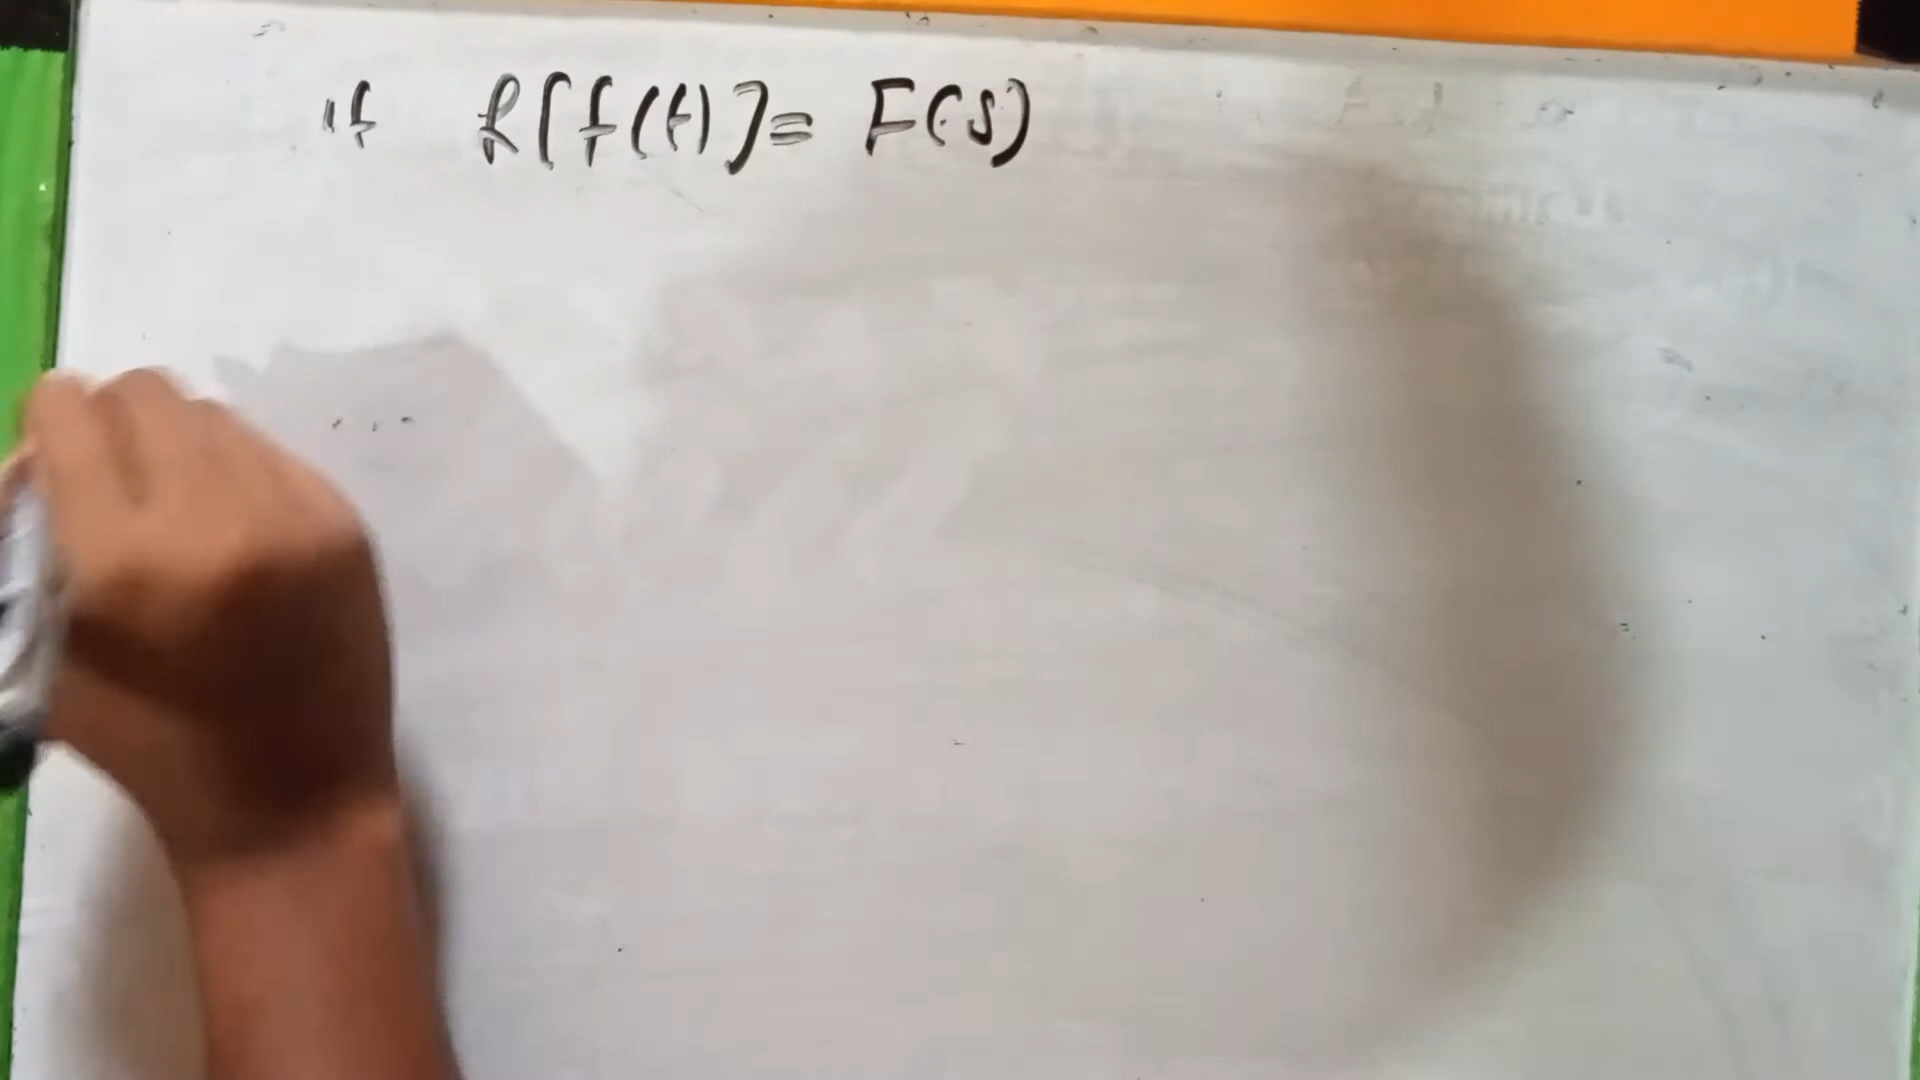 if ℒ[f(t)] = F(s)